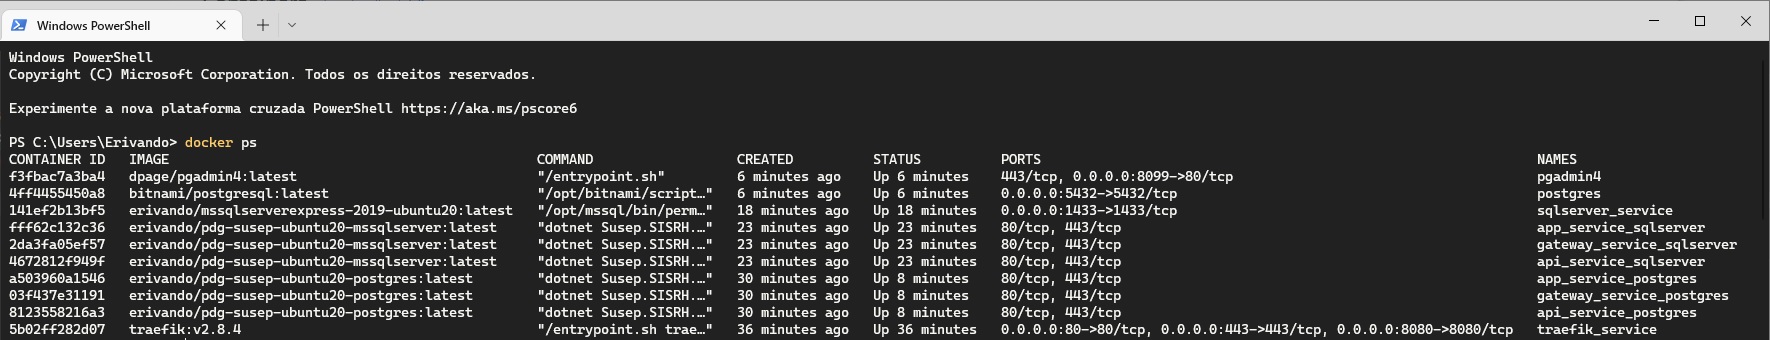 Windows PowerShell
Windows PowerShell
Copyright (C) Microsoft Corporation. Todos os direitos reservados.
Experimente a nova plataforma cruzada PowerShell https://aka.ms/pscore6
PS C:\Users\Erivando> docker ps
CONTAINER ID   IMAGE   COMMAND   CREATED   STATUS   PORTS   NAMES
f3fbac7a3ba4   dpage/pgadmin4:latest   "/entrypoint.sh"   6 minutes ago   Up 6 minutes   443/tcp, 0.0.0.0:8099->80/tcp   pgadmin4
4ff4455450a8   bitnami/postgresql:latest   "/opt/bitnami/script…"   6 minutes ago   Up 6 minutes   0.0.0.0:5432->5432/tcp   postgres
141ef2b13bf5   erivando/mssqlserverexpress-2019-ubuntu20:latest   "/opt/mssql/bin/perm…"   18 minutes ago   Up 18 minutes   0.0.0.0:1433->1433/tcp   sqlserver_service
fff62c132c36   erivando/pdg-susep-ubuntu20-mssqlserver:latest   "dotnet Susep.SISRH.…"   23 minutes ago   Up 23 minutes   80/tcp, 443/tcp   app_service_sqlserver
2da3fa05ef57   erivando/pdg-susep-ubuntu20-mssqlserver:latest   "dotnet Susep.SISRH.…"   23 minutes ago   Up 23 minutes   80/tcp, 443/tcp   gateway_service_sqlserver
4672812f949f   erivando/pdg-susep-ubuntu20-mssqlserver:latest   "dotnet Susep.SISRH.…"   23 minutes ago   Up 23 minutes   80/tcp, 443/tcp   api_service_sqlserver
a503960a1546   erivando/pdg-susep-ubuntu20-postgres:latest   "dotnet Susep.SISRH.…"   30 minutes ago   Up 8 minutes   80/tcp, 443/tcp   app_service_postgres
03f437e31191   erivando/pdg-susep-ubuntu20-postgres:latest   "dotnet Susep.SISRH.…"   30 minutes ago   Up 8 minutes   80/tcp, 443/tcp   gateway_service_postgres
8123558216a3   erivando/pdg-susep-ubuntu20-postgres:latest   "dotnet Susep.SISRH.…"   30 minutes ago   Up 8 minutes   80/tcp, 443/tcp   api_service_postgres
5b02ff282d07   traefik:v2.8.4   "/entrypoint.sh trae…"   36 minutes ago   Up 36 minutes   0.0.0.0:80->80/tcp, 0.0.0.0:443->443/tcp, 0.0.0.0:8080->8080/tcp   traefik_service